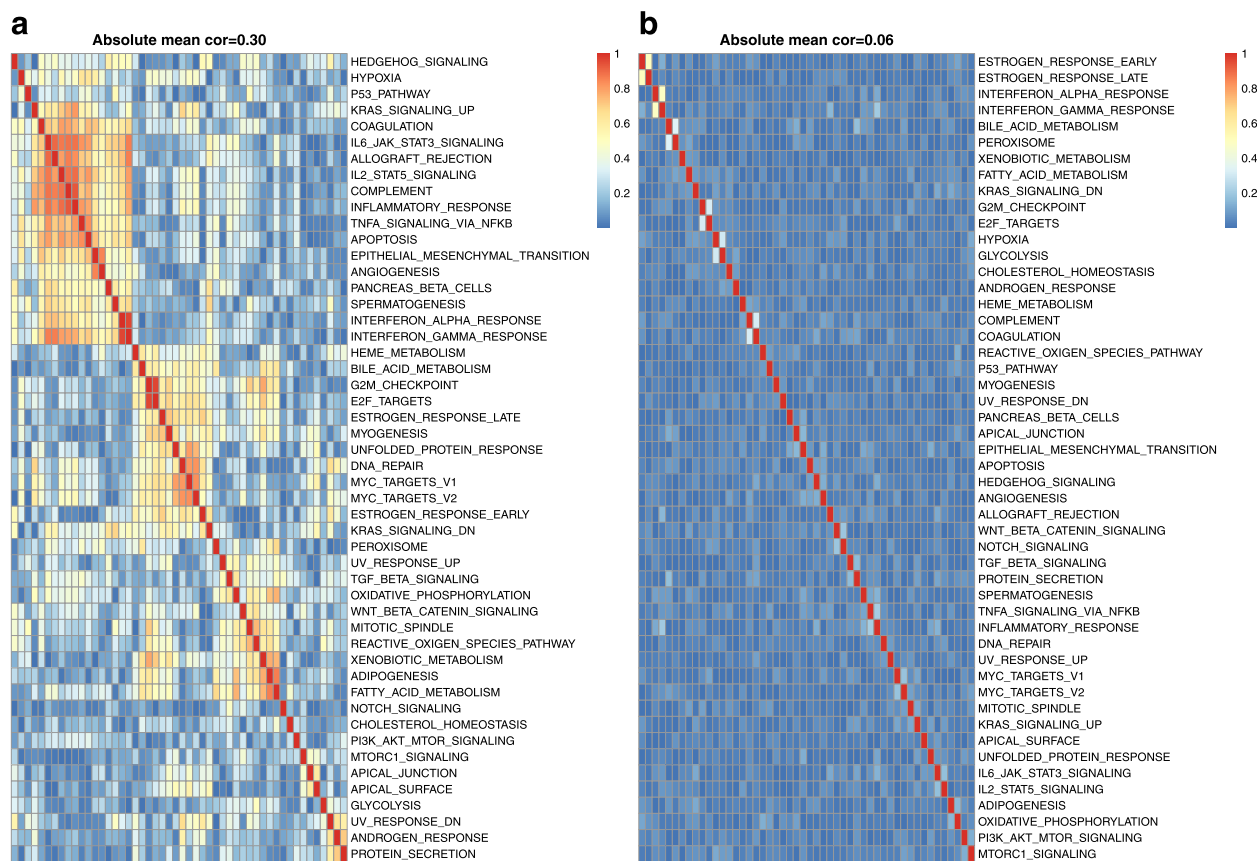 a
Absolute mean cor=0.30
HEDGEHOG_SIGNALING
HYPOXIA
P53_PATHWAY
KRAS_SIGNALING_UP
COAGULATION
IL6_JAK_STAT3_SIGNALING
ALLOGRAFT_REJECTION
IL2_STAT5_SIGNALING
COMPLEMENT
INFLAMMATORY_RESPONSE
TNFA_SIGNALING_VIA_NFKB
APOPTOSIS
EPITHELIAL_MESENCHYMAL_TRANSITION
ANGIOGENESIS
PANCREAS_BETA_CELLS
SPERMATOGENESIS
INTERFERON_ALPHA_RESPONSE
INTERFERON_GAMMA_RESPONSE
HEME_METABOLISM
BILE_ACID_METABOLISM
G2M_CHECKPOINT
E2F_TARGETS
ESTROGEN_RESPONSE_LATE
MYOGENESIS
UNFOLDED_PROTEIN_RESPONSE
DNA_REPAIR
MYC_TARGETS_V1
MYC_TARGETS_V2
ESTROGEN_RESPONSE_EARLY
KRAS_SIGNALING_DN
PEROXISOME
UV_RESPONSE_UP
TGF_BETA_SIGNALING
OXIDATIVE_PHOSPHORYLATION
WNT_BETA_CATENIN_SIGNALING
MITOTIC_SPINDLE
REACTIVE_OXIGEN_SPECIES_PATHWAY
XENOBIOTIC_METABOLISM
ADIPOGENESIS
FATTY_ACID_METABOLISM
NOTCH_SIGNALING
CHOLESTEROL_HOMEOSTASIS
PI3K_AKT_MTOR_SIGNALING
MTORC1_SIGNALING
APICAL_JUNCTION
APICAL_SURFACE
GLYCOLYSIS
UV_RESPONSE_DN
ANDROGEN_RESPONSE
PROTEIN_SECRETION
1
0.8
0.6
0.4
0.2
b
Absolute mean cor=0.06
ESTROGEN_RESPONSE_EARLY
ESTROGEN_RESPONSE_LATE
INTERFERON_ALPHA_RESPONSE
INTERFERON_GAMMA_RESPONSE
BILE_ACID_METABOLISM
PEROXISOME
XENOBIOTIC_METABOLISM
FATTY_ACID_METABOLISM
KRAS_SIGNALING_DN
G2M_CHECKPOINT
E2F_TARGETS
HYPOXIA
GLYCOLYSIS
CHOLESTEROL_HOMEOSTASIS
ANDROGEN_RESPONSE
HEME_METABOLISM
COMPLEMENT
COAGULATION
REACTIVE_OXIGEN_SPECIES_PATHWAY
P53_PATHWAY
MYOGENESIS
UV_RESPONSE_DN
PANCREAS_BETA_CELLS
APICAL_JUNCTION
EPITHELIAL_MESENCHYMAL_TRANSITION
APOPTOSIS
HEDGEHOG_SIGNALING
ANGIOGENESIS
ALLOGRAFT_REJECTION
WNT_BETA_CATENIN_SIGNALING
NOTCH_SIGNALING
TGF_BETA_SIGNALING
PROTEIN_SECRETION
SPERMATOGENESIS
TNFA_SIGNALING_VIA_NFKB
INFLAMMATORY_RESPONSE
DNA_REPAIR
UV_RESPONSE_UP
MYC_TARGETS_V1
MYC_TARGETS_V2
MITOTIC_SPINDLE
KRAS_SIGNALING_UP
APICAL_SURFACE
UNFOLDED_PROTEIN_RESPONSE
IL6_JAK_STAT3_SIGNALING
IL2_STAT5_SIGNALING
ADIPOGENESIS
OXIDATIVE_PHOSPHORYLATION
PI3K_AKT_MTOR_SIGNALING
MTORC1_SIGNALING
1
0.8
0.6
0.4
0.2